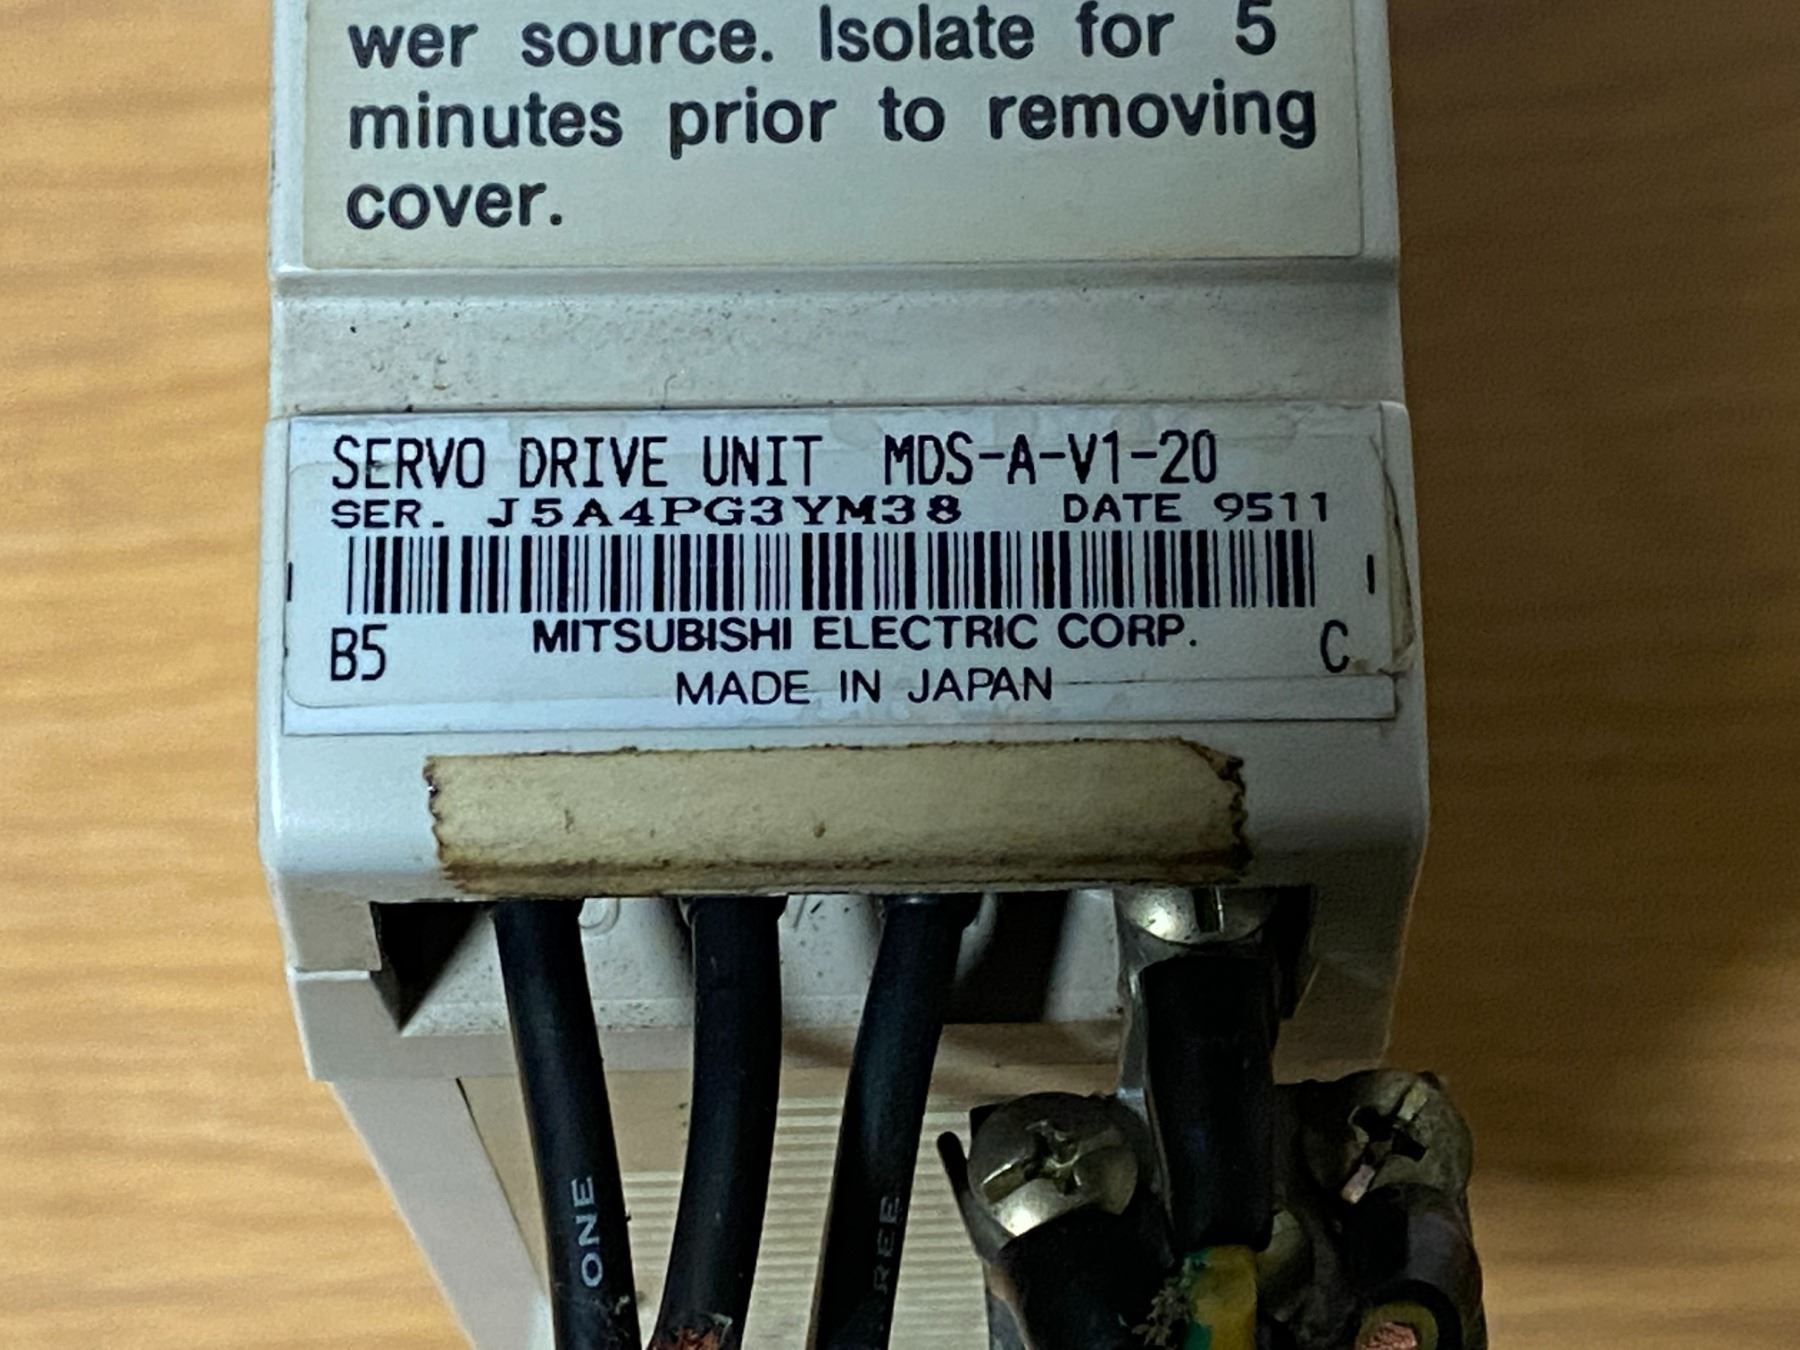 wer source. Isolate for 5
minutes prior to removing
cover.
SERVO DRIVE UNIT MDS-A-V1-20
SER. J5A4PG3YM38 DATE 9511
B5 MITSUBISHI ELECTRIC CORP. C
MADE IN JAPAN
ONE